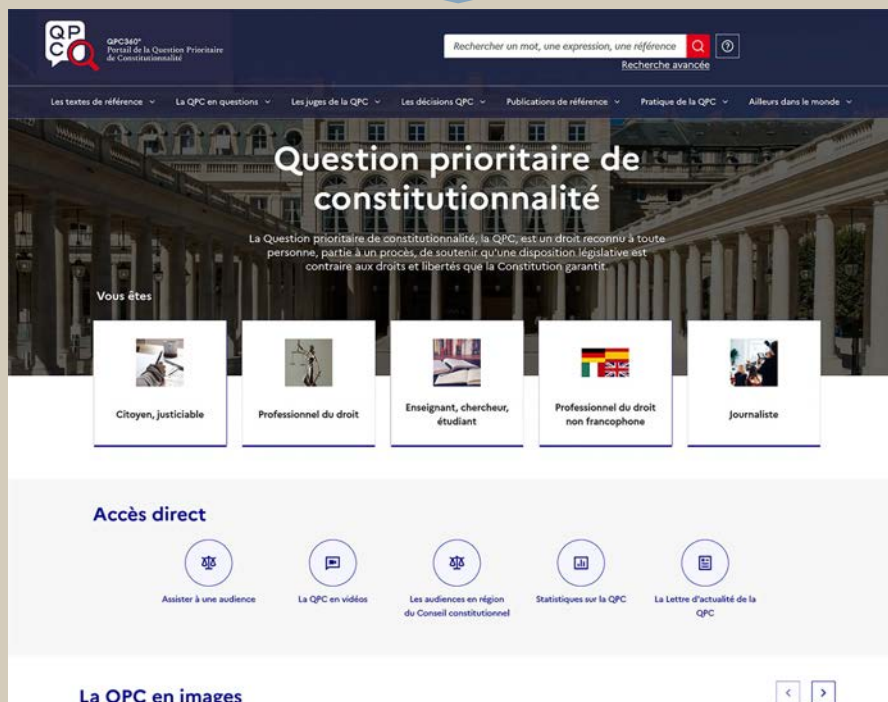 QP
CQ
QPC360°
Portail de la Question Prioritaire
de Constitutionnalité
Rechercher un mot, une expression, une référence
Recherche avancée
Les textes de référence
La QPC en questions
Les juges de la QPC
Les décisions QPC
Publications de référence
Pratique de la QPC
Ailleurs dans le monde
Question prioritaire de
constitutionnalité
La Question prioritaire de constitutionnalité, la QPC, est un droit reconnu à toute
personne, partie à un procès, de soutenir qu'une disposition législative est
contraire aux droits et libertés que la Constitution garantit.
Vous êtes
Citoyen, justiciable
Professionnel du droit
Enseignant, chercheur,
étudiant
Professionnel du droit
non francophone
Journaliste
Accès direct
Assister à une audience
La QPC en vidéos
Les audiences en région
du Conseil constitutionnel
Statistiques sur la QPC
La Lettre d'actualité de la
QPC
La QPC en images